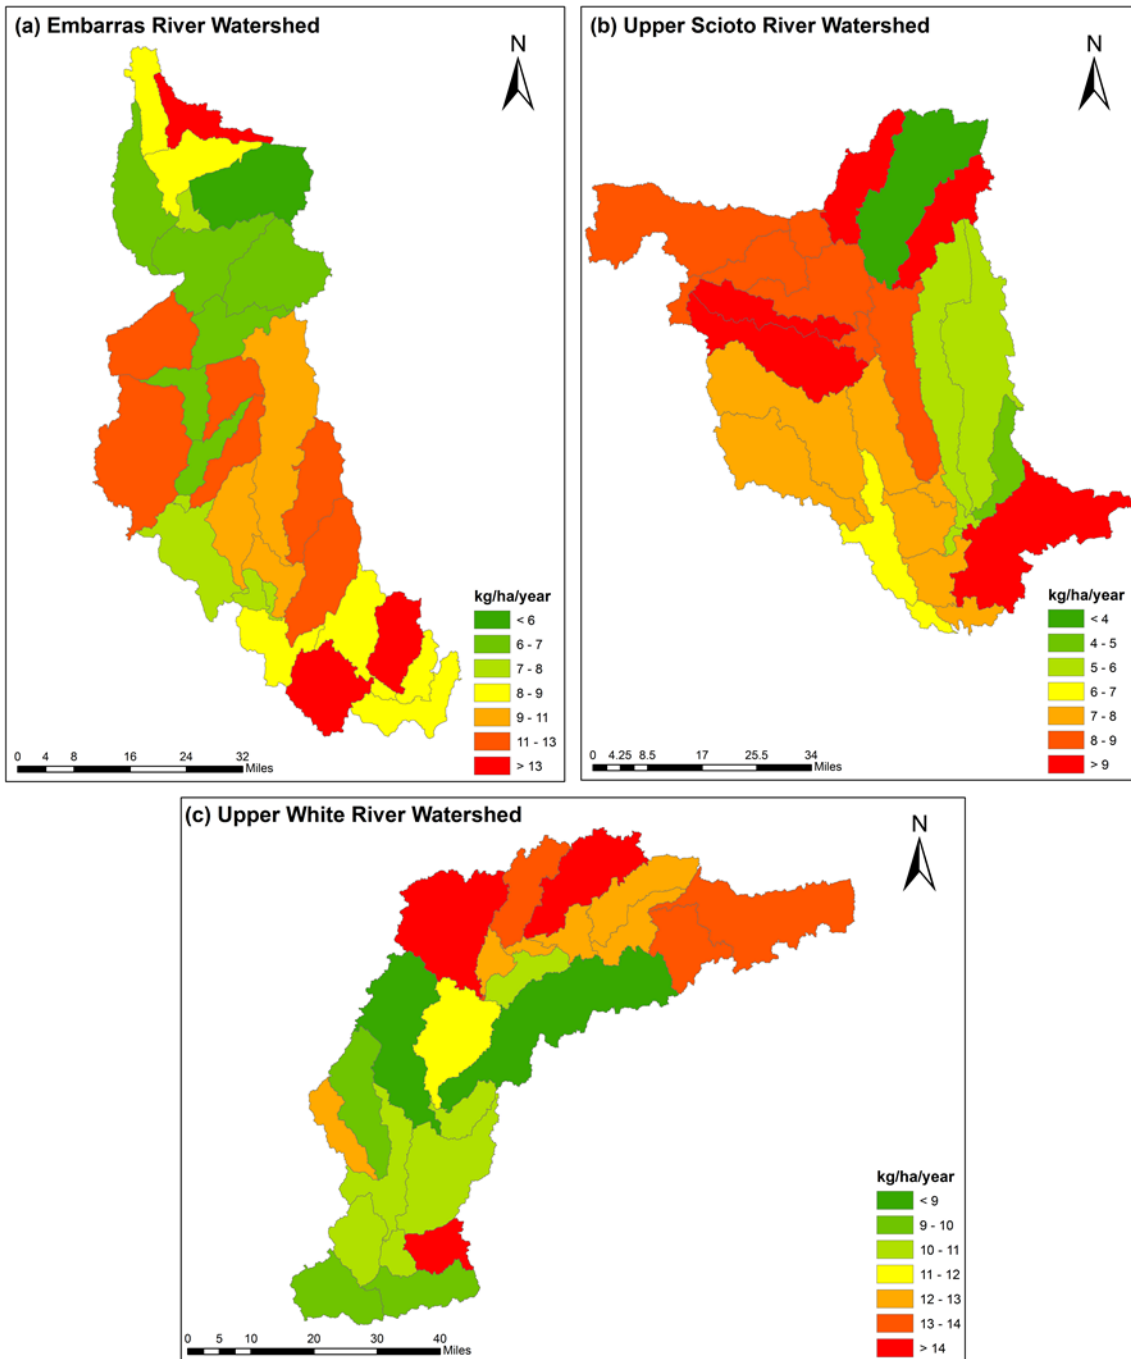 (a) Embarras River Watershed
N
kg/ha/year
< 6
6 - 7
7 - 8
8 - 9
9 - 11
11 - 13
> 13
0 4 8 16 24 32
Miles
(b) Upper Scioto River Watershed
N
kg/ha/year
< 4
4 - 5
5 - 6
6 - 7
7 - 8
8 - 9
> 9
0 4.25 8.5 17 25.5 34
Miles
(c) Upper White River Watershed
N
kg/ha/year
< 9
9 - 10
10 - 11
11 - 12
12 - 13
13 - 14
> 14
0 5 10 20 30 40
Miles